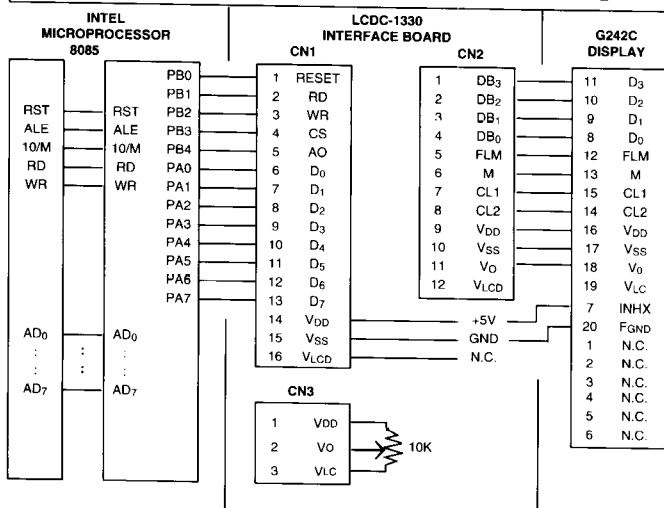 INTEL
MICROPROCESSOR
8085
LCDC-1330
INTERFACE BOARD
G242C
DISPLAY
CN1
CN2
RST
ALE
10/M
RD
WR
AD0
AD7
RST
ALE
10/M
RD
WR
AD0
AD7
PB0
PB1
PB2
PB3
PB4
PA0
PA1
PA2
PA3
PA4
PA5
PA6
PA7
1 RESET
2 RD
3 WR
4 CS
5 AO
6 D0
7 D1
8 D2
9 D3
10 D4
11 D5
12 D6
13 D7
14 VDD
15 VSS
16 VLCD
1 DB3
2 DB2
3 DB1
4 DB0
5 FLM
6 M
7 CL1
8 CL2
9 VDD
10 VSS
11 VO
12 VLCD
+5V
GND
N.C.
11 D3
10 D2
9 D1
8 D0
12 FLM
13 M
15 CL1
14 CL2
16 VDD
17 VSS
18 V0
19 VLC
7 INHX
20 FGND
1 N.C.
2 N.C.
3 N.C.
4 N.C.
5 N.C.
6 N.C.
CN3
1 VDD
2 VO
3 VLC
10K